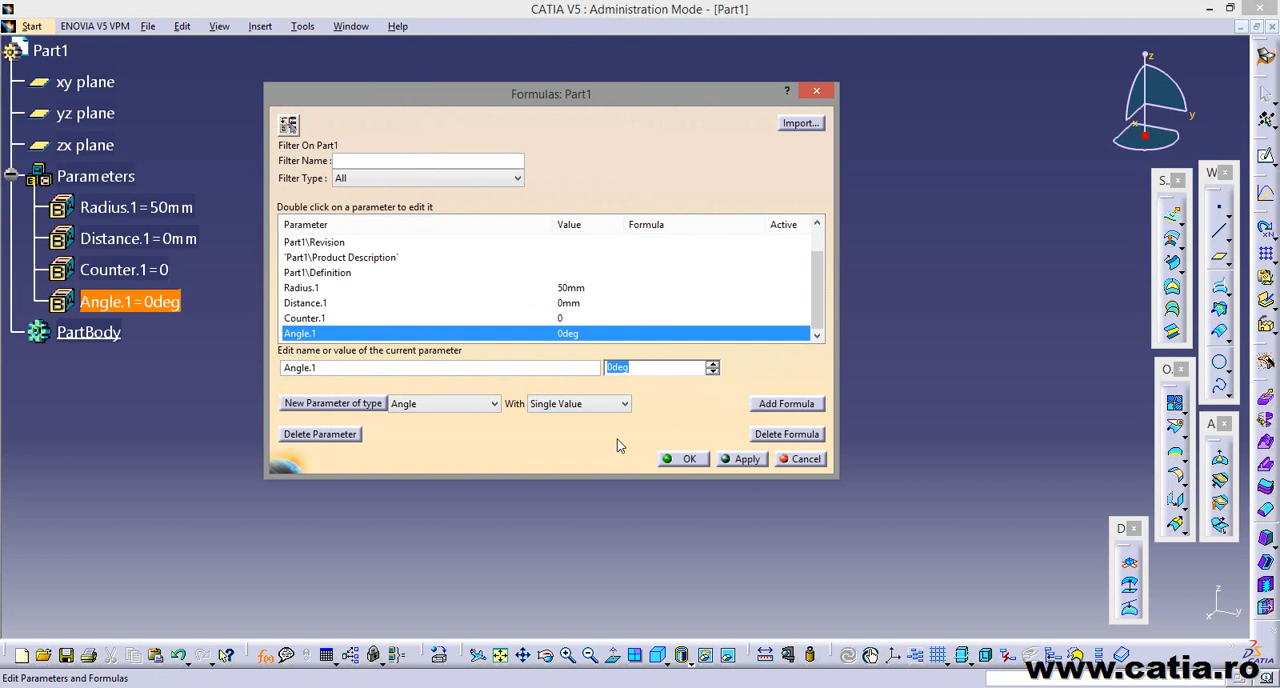 CATIA V5 : Administration Mode - [Part1]
Start ENOVIA V5 VPM File Edit View Insert Tools Window Help
Part1
xy plane
yz plane
zx plane
Parameters
Radius.1=50mm
Distance.1=0mm
Counter.1=0
Angle.1=0deg
PartBody
Formulas: Part1
?
Import...
Filter On Part1
Filter Name :
Filter Type : All
Double click on a parameter to edit it
Parameter Value Formula Active
Part1\Revision
`Part1\Product Description`
Part1\Definition
Radius.1 50mm
Distance.1 0mm
Counter.1 0
Angle.1 0deg
Edit name or value of the current parameter
Angle.1 0deg
New Parameter of type Angle With Single Value Add Formula
Delete Parameter Delete Formula
OK Apply Cancel
z
y
x
S..
W
O.
A
D
z
x y
www.catia.ro
Edit Parameters and Formulas